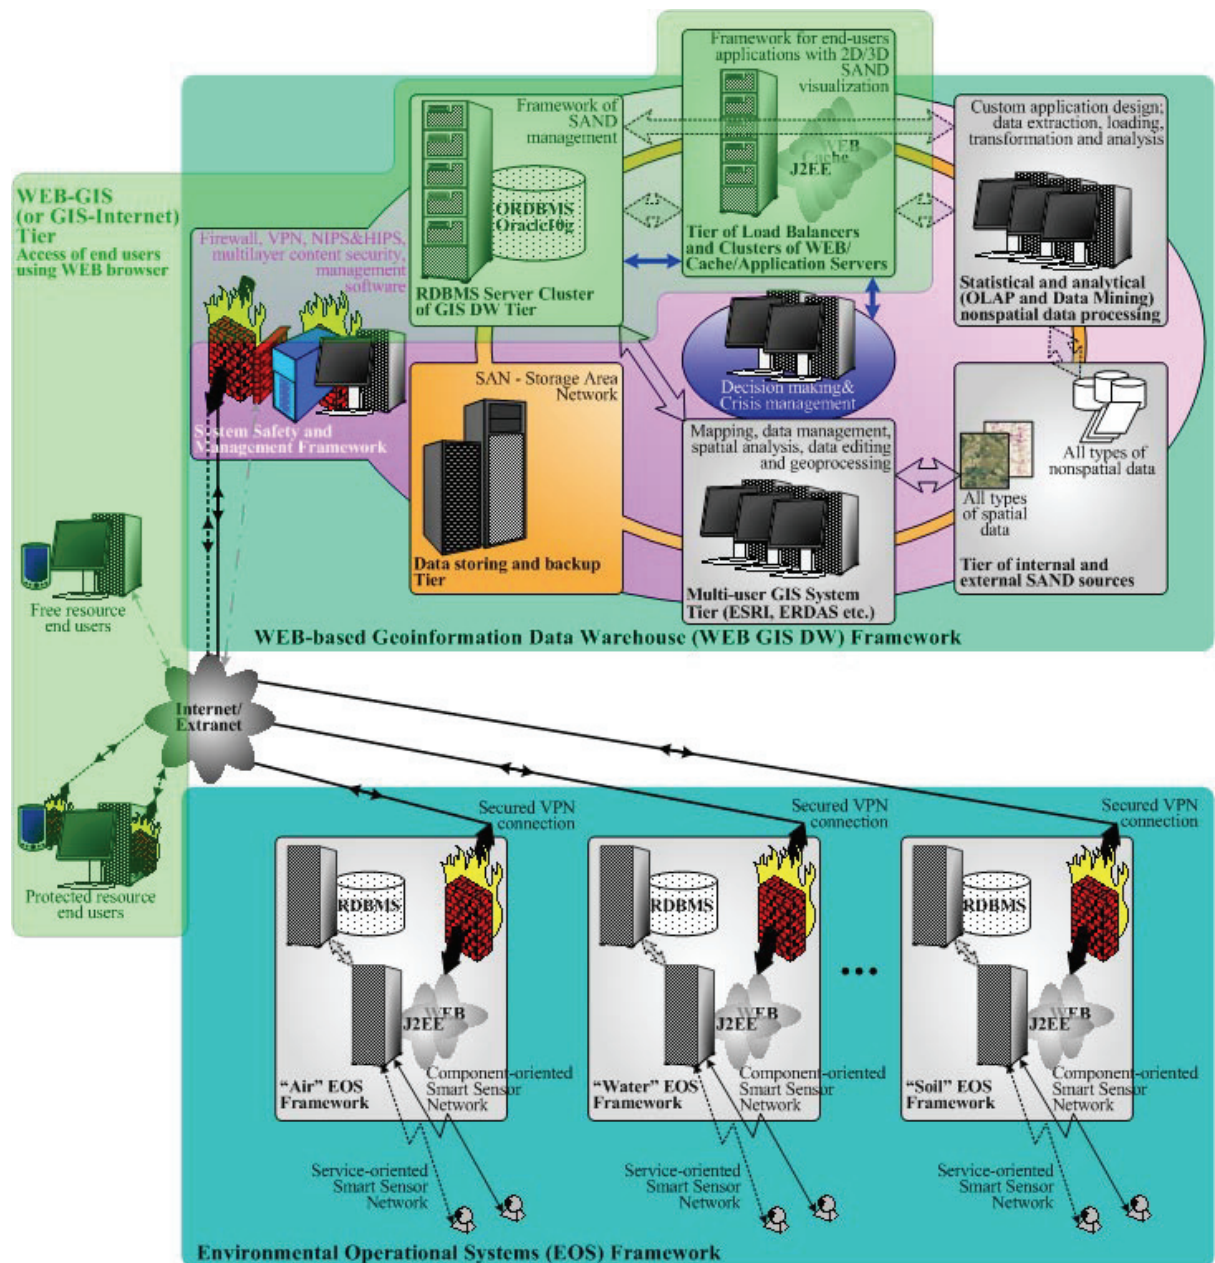 Framework for end-users
applications with 2D/3D
SAND
visualization
WEB
Cache
J2EE
Tier of Load Balancers
and Clusters of WEB/
Cache/Application Servers
Framework of
SAND
management
ORDBMS
Oracle10g
RDBMS Server Cluster
of GIS DW Tier
Custom application design;
data extraction, loading,
transformation and analysis
Statistical and analytical
(OLAP and Data Mining)
nonspatial data processing
WEB-GIS
(or GIS-Internet)
Tier
Access of end users
using WEB browser
Firewall, VPN, NIPS&HIPS,
multilayer content security,
management
software
System Safety and
Management Framework
SAN - Storage Area
Network
Data storing and backup
Tier
Decision making&
Crisis management
Mapping, data management,
spatial analysis, data editing
and geoprocessing
Multi-user GIS System
Tier (ESRI, ERDAS etc.)
All types of
nonspatial data
All types
of spatial
data
Tier of internal and
external SAND sources
WEB-based Geoinformation Data Warehouse (WEB GIS DW) Framework
Free resource
end users
Internet/
Extranet
Protected resource
end users
Secured VPN
connection
RDBMS
WEB
J2EE
"Air" EOS
Framework
Component-oriented
Smart Sensor
Network
Service-oriented
Smart Sensor
Network
Secured VPN
connection
RDBMS
WEB
J2EE
"Water" EOS
Framework
Component-oriented
Smart Sensor
Network
Service-oriented
Smart Sensor
Network
•••
Secured VPN
connection
RDBMS
WEB
J2EE
"Soil" EOS
Framework
Component-oriented
Smart Sensor
Network
Service-oriented
Smart Sensor
Network
Environmental Operational Systems (EOS) Framework